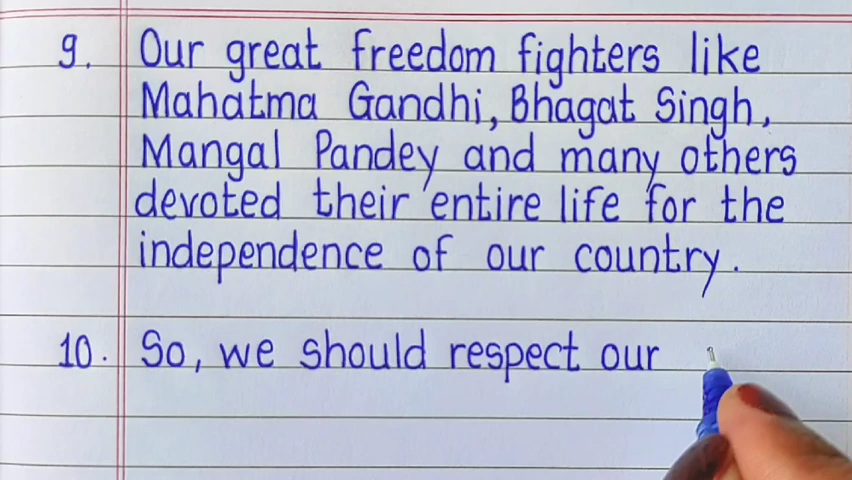 9. Our great freedom fighters like
Mahatma Gandhi, Bhagat Singh,
Mangal Pandey and many others
devoted their entire life for the
independence of our country.
10. So, we should respect our